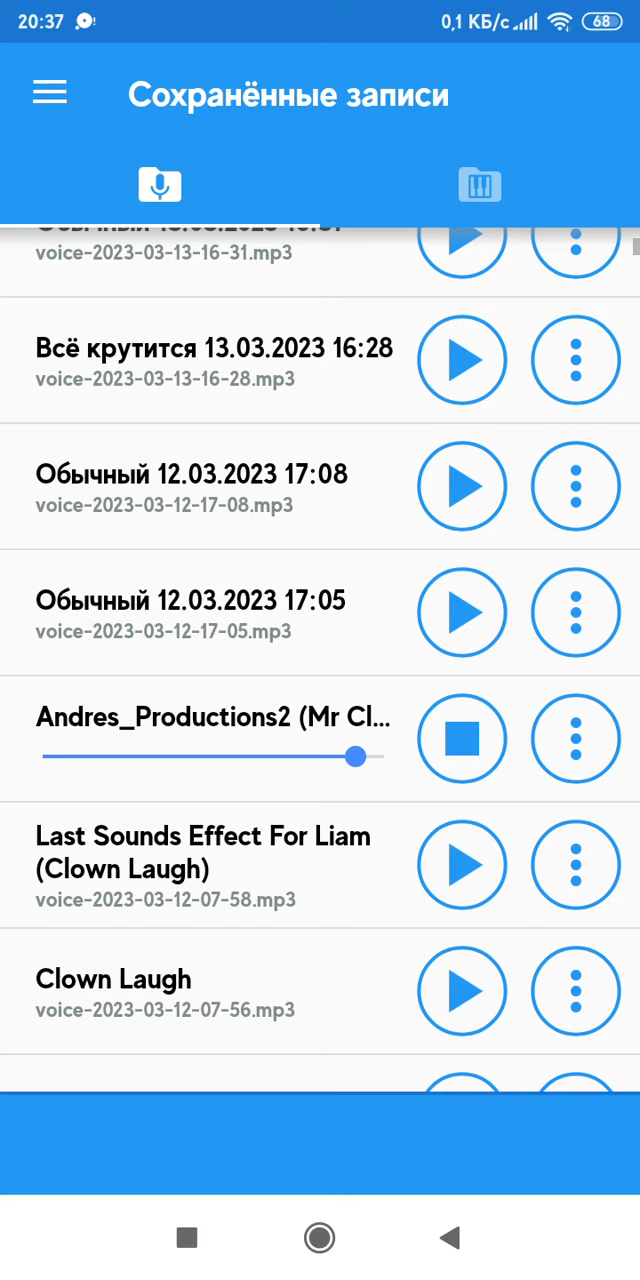 20:37
0,1 КБ/с
68
Сохранённые записи
voice-2023-03-13-16-31.mp3
Всё крутится 13.03.2023 16:28
voice-2023-03-13-16-28.mp3
Обычный 12.03.2023 17:08
voice-2023-03-12-17-08.mp3
Обычный 12.03.2023 17:05
voice-2023-03-12-17-05.mp3
Andres_Productions2 (Mr Cl...
Last Sounds Effect For Liam
(Clown Laugh)
voice-2023-03-12-07-58.mp3
Clown Laugh
voice-2023-03-12-07-56.mp3